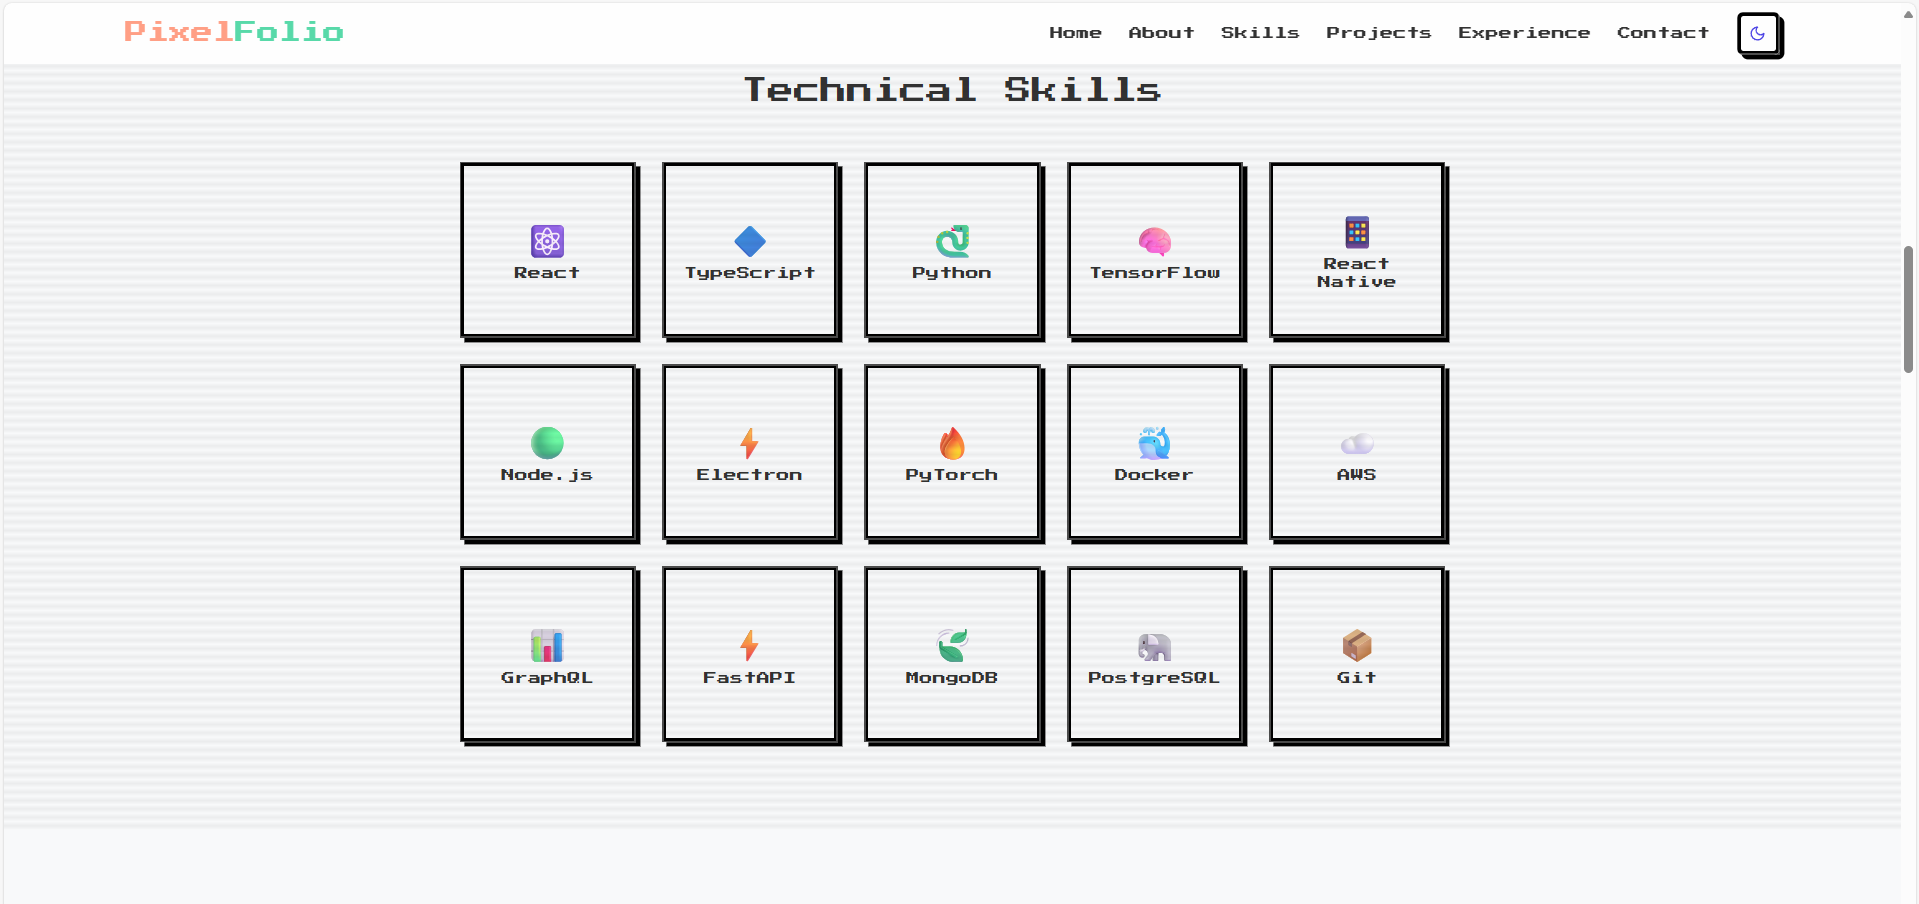 PixelFolio
Home About Skills Projects Experience Contact
Technical Skills
React
TypeScript
Python
TensorFlow
React
Native
Node.js
Electron
PyTorch
Docker
AWS
GraphQL
FastAPI
MongoDB
PostgreSQL
Git